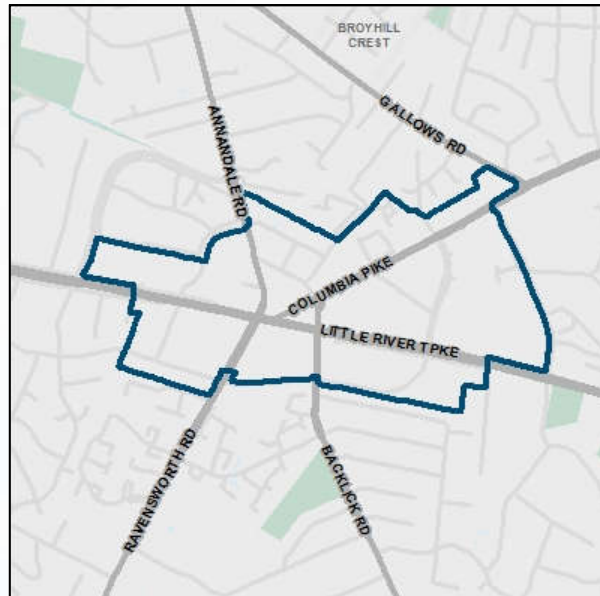 BROYHILL
CREST
GALLOWS RD
ANNANDALE RD
COLUMBIA PIKE
LITTLE RIVER TPKE
RAVENSWORTH RD
BACKLICK RD